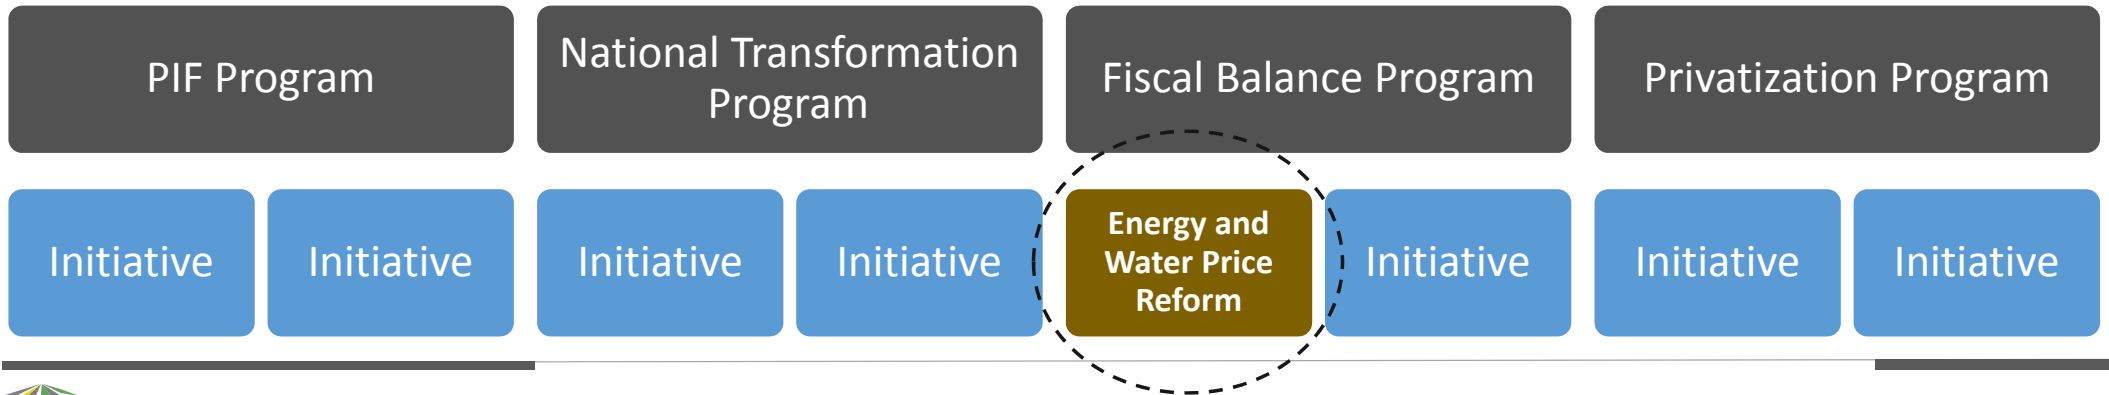 PIF Program
National Transformation
Program
Fiscal Balance Program
Privatization Program
Initiative
Initiative
Initiative
Initiative
Energy and
Water Price
Reform
Initiative
Initiative
Initiative